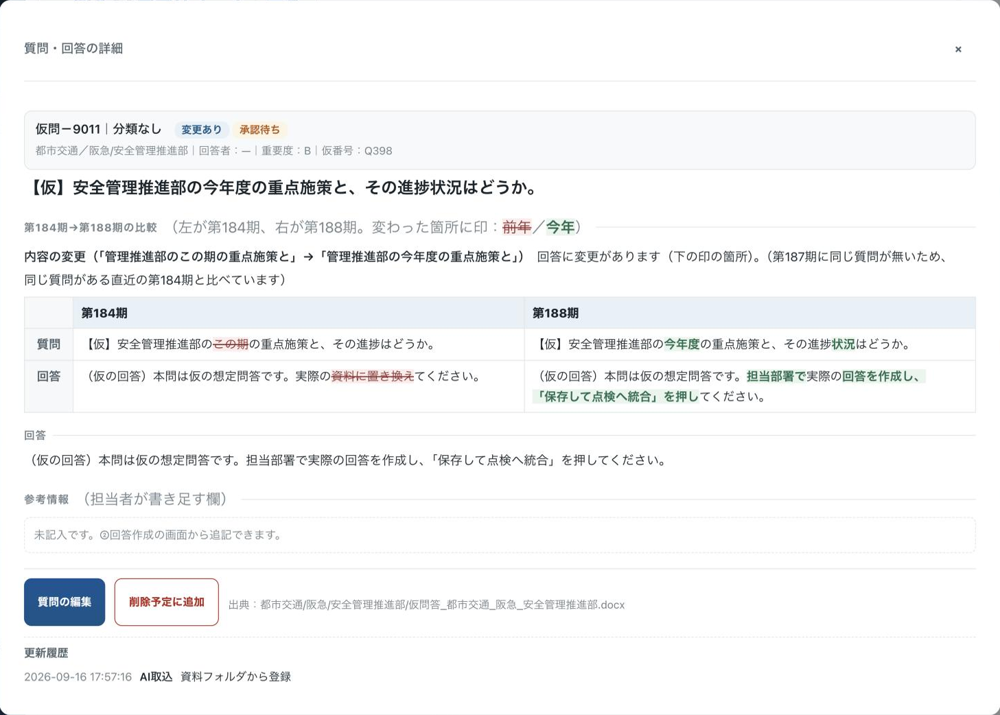 質問・回答の詳細
×
仮問－9011｜分類なし 変更あり 承認待ち
都市交通／阪急/安全管理推進部｜回答者：―｜重要度：B｜仮番号：Q398
【仮】安全管理推進部の今年度の重点施策と、その進捗状況はどうか。
第184期→第188期の比較 （左が第184期、右が第188期。変わった箇所に印：前年／今年）
内容の変更（「管理推進部のこの期の重点施策と」→「管理推進部の今年度の重点施策と」） 回答に変更があります（下の印の箇所）。（第187期に同じ質問が無いため、
同じ質問がある直近の第184期と比べています）
第184期 第188期
質問 【仮】安全管理推進部のこの期の重点施策と、その進捗はどうか。 【仮】安全管理推進部の今年度の重点施策と、その進捗状況はどうか。
回答 （仮の回答）本問は仮の想定問答です。実際の資料に置き換えてください。 （仮の回答）本問は仮の想定問答です。担当部署で実際の回答を作成し、
「保存して点検へ統合」を押してください。
回答
（仮の回答）本問は仮の想定問答です。担当部署で実際の回答を作成し、「保存して点検へ統合」を押してください。
参考情報 （担当者が書き足す欄）
未記入です。②回答作成の画面から追記できます。
質問の編集 削除予定に追加 出典：都市交通/阪急/安全管理推進部/仮問答_都市交通_阪急_安全管理推進部.docx
更新履歴
2026-09-16 17:57:16 AI取込 資料フォルダから登録